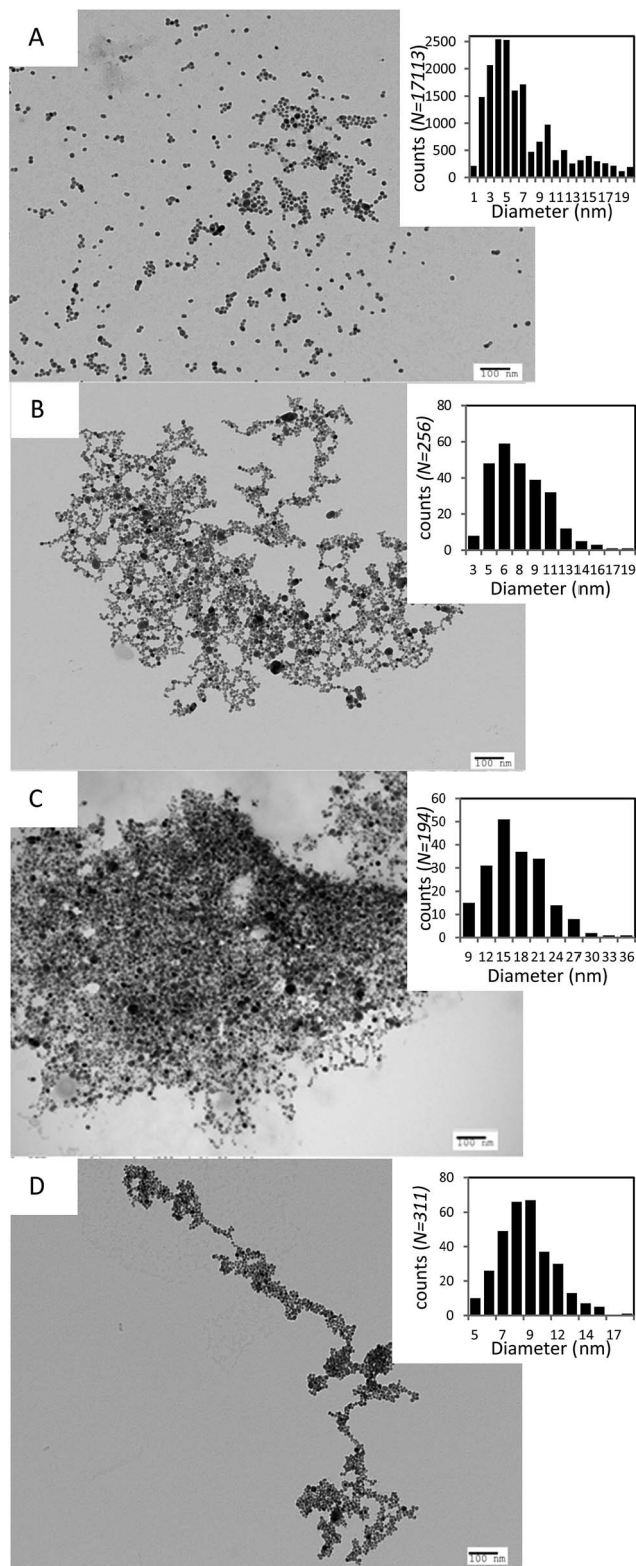 A
counts (N=17113)
2500
2000
1500
1000
500
0
1 3 5 7 9 11 13 15 17 19
Diameter (nm)
100 nm
B
counts (N=256)
80
60
40
20
0
3 5 6 8 9 11 13 14 16 17 19
Diameter (nm)
100 nm
C
counts (N=194)
60
50
40
30
20
10
0
9 12 15 18 21 24 27 30 33 36
Diameter (nm)
100 nm
D
counts (N=311)
80
60
40
20
0
5 7 9 12 14 17
Diameter (nm)
100 nm